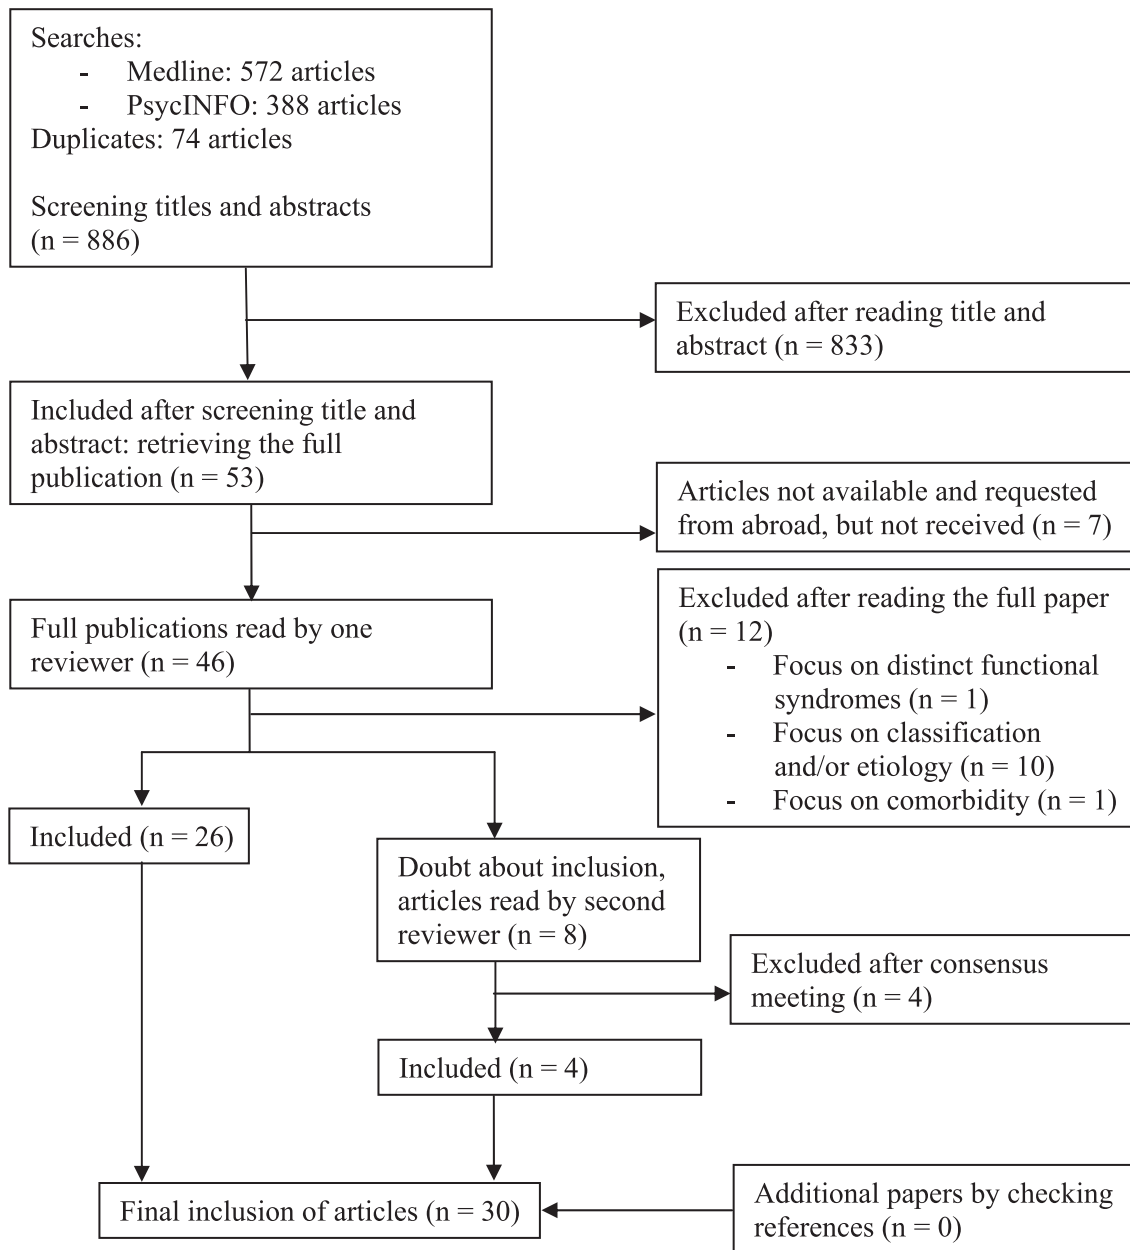 Searches:
- Medline: 572 articles
- PsycINFO: 388 articles
Duplicates: 74 articles
Screening titles and abstracts
(n = 886)
Excluded after reading title and
abstract (n = 833)
Included after screening title and
abstract: retrieving the full
publication (n = 53)
Articles not available and requested
from abroad, but not received (n = 7)
Full publications read by one
reviewer (n = 46)
Excluded after reading the full paper
(n = 12)
- Focus on distinct functional
syndromes (n = 1)
- Focus on classification
and/or etiology (n = 10)
- Focus on comorbidity (n = 1)
Included (n = 26)
Doubt about inclusion,
articles read by second
reviewer (n = 8)
Excluded after consensus
meeting (n = 4)
Included (n = 4)
Final inclusion of articles (n = 30)
Additional papers by checking
references (n = 0)